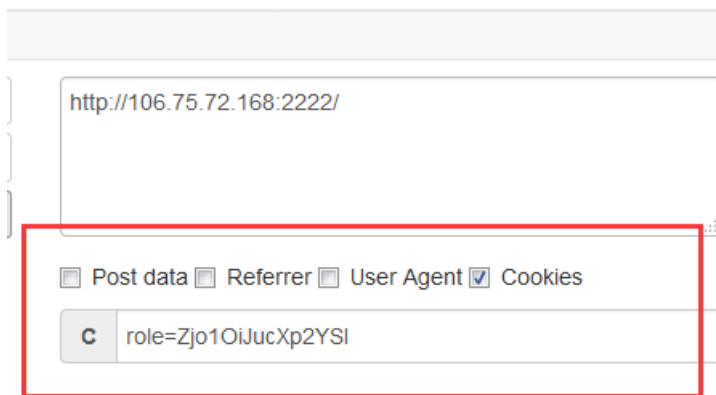 http://106.75.72.168:2222/
Post data Referrer User Agent Cookies
C role=Zjo1OiJucXp2YSI